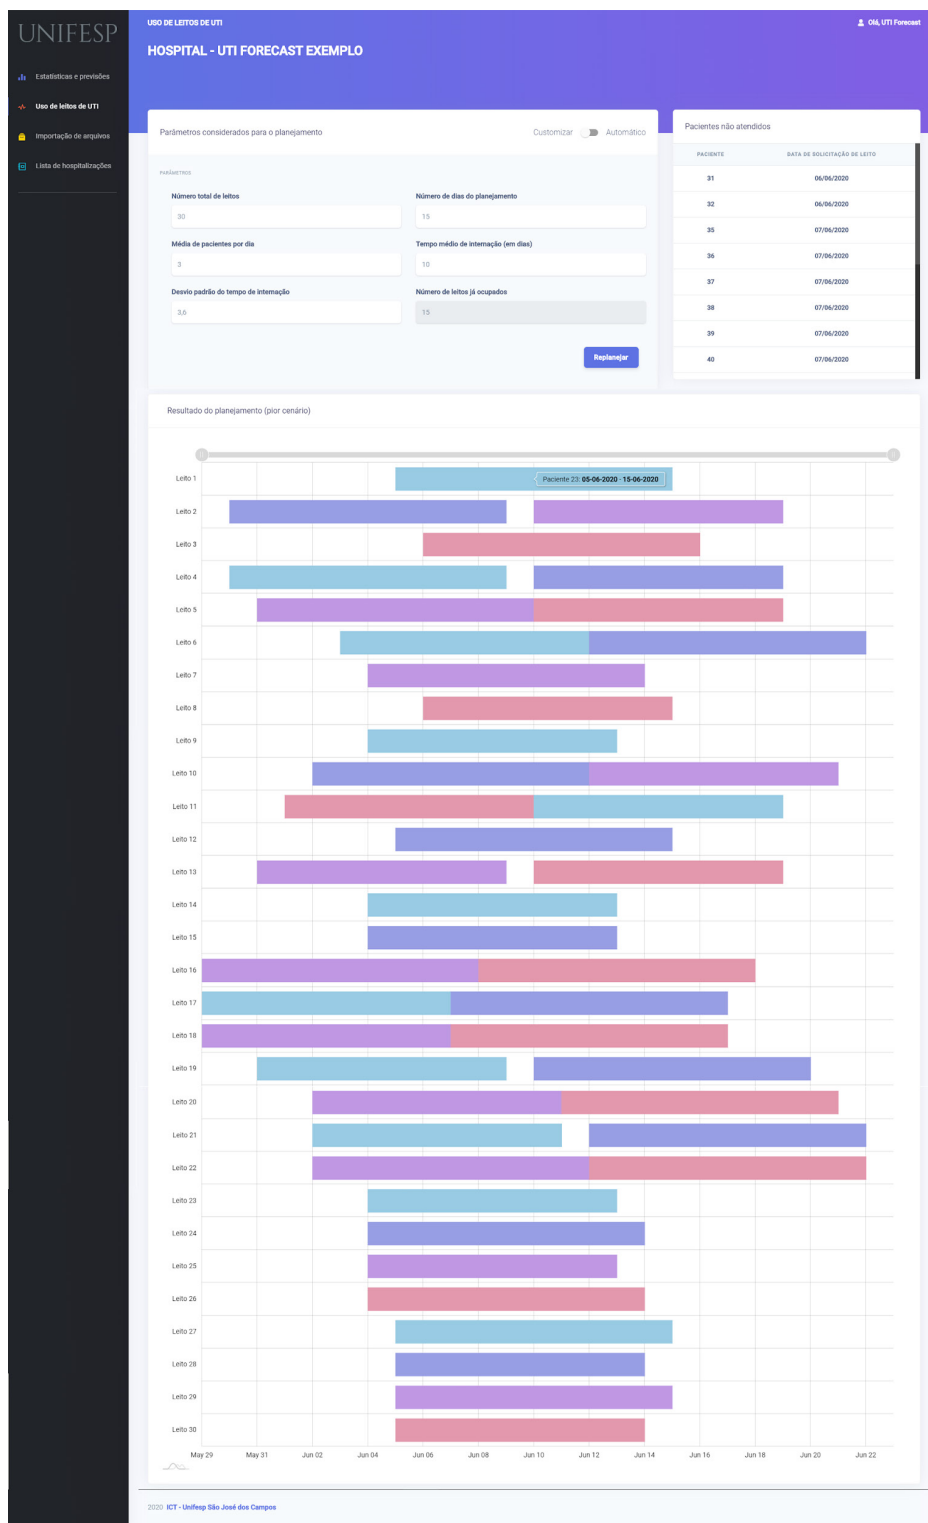 UNIFESP
Estatísticas e previsões
Uso de leitos de UTI
Importação de arquivos
Lista de hospitalizações
USO DE LEITOS DE UTI
Olá, UTI Forecast
HOSPITAL - UTI FORECAST EXEMPLO
Parâmetros considerados para o planejamento
Customizar Automático
PARÂMETROS
Número total de leitos Número de dias do planejamento
30 15
Média de pacientes por dia Tempo médio de internação (em dias)
3 10
Desvio padrão do tempo de internação Número de leitos já ocupados
3,6 15
Replanejar
Pacientes não atendidos
PACIENTE DATA DE SOLICITAÇÃO DE LEITO
31 06/06/2020
32 06/06/2020
35 07/06/2020
36 07/06/2020
37 07/06/2020
38 07/06/2020
39 07/06/2020
40 07/06/2020
Resultado do planejamento (pior cenário)
Leito 1
Paciente 23: 05-06-2020 - 15-06-2020
Leito 2
Leito 3
Leito 4
Leito 5
Leito 6
Leito 7
Leito 8
Leito 9
Leito 10
Leito 11
Leito 12
Leito 13
Leito 14
Leito 15
Leito 16
Leito 17
Leito 18
Leito 19
Leito 20
Leito 21
Leito 22
Leito 23
Leito 24
Leito 25
Leito 26
Leito 27
Leito 28
Leito 29
Leito 30
May 29 May 31 Jun 02 Jun 04 Jun 06 Jun 08 Jun 10 Jun 12 Jun 14 Jun 16 Jun 18 Jun 20 Jun 22
2020 ICT - Unifesp São José dos Campos